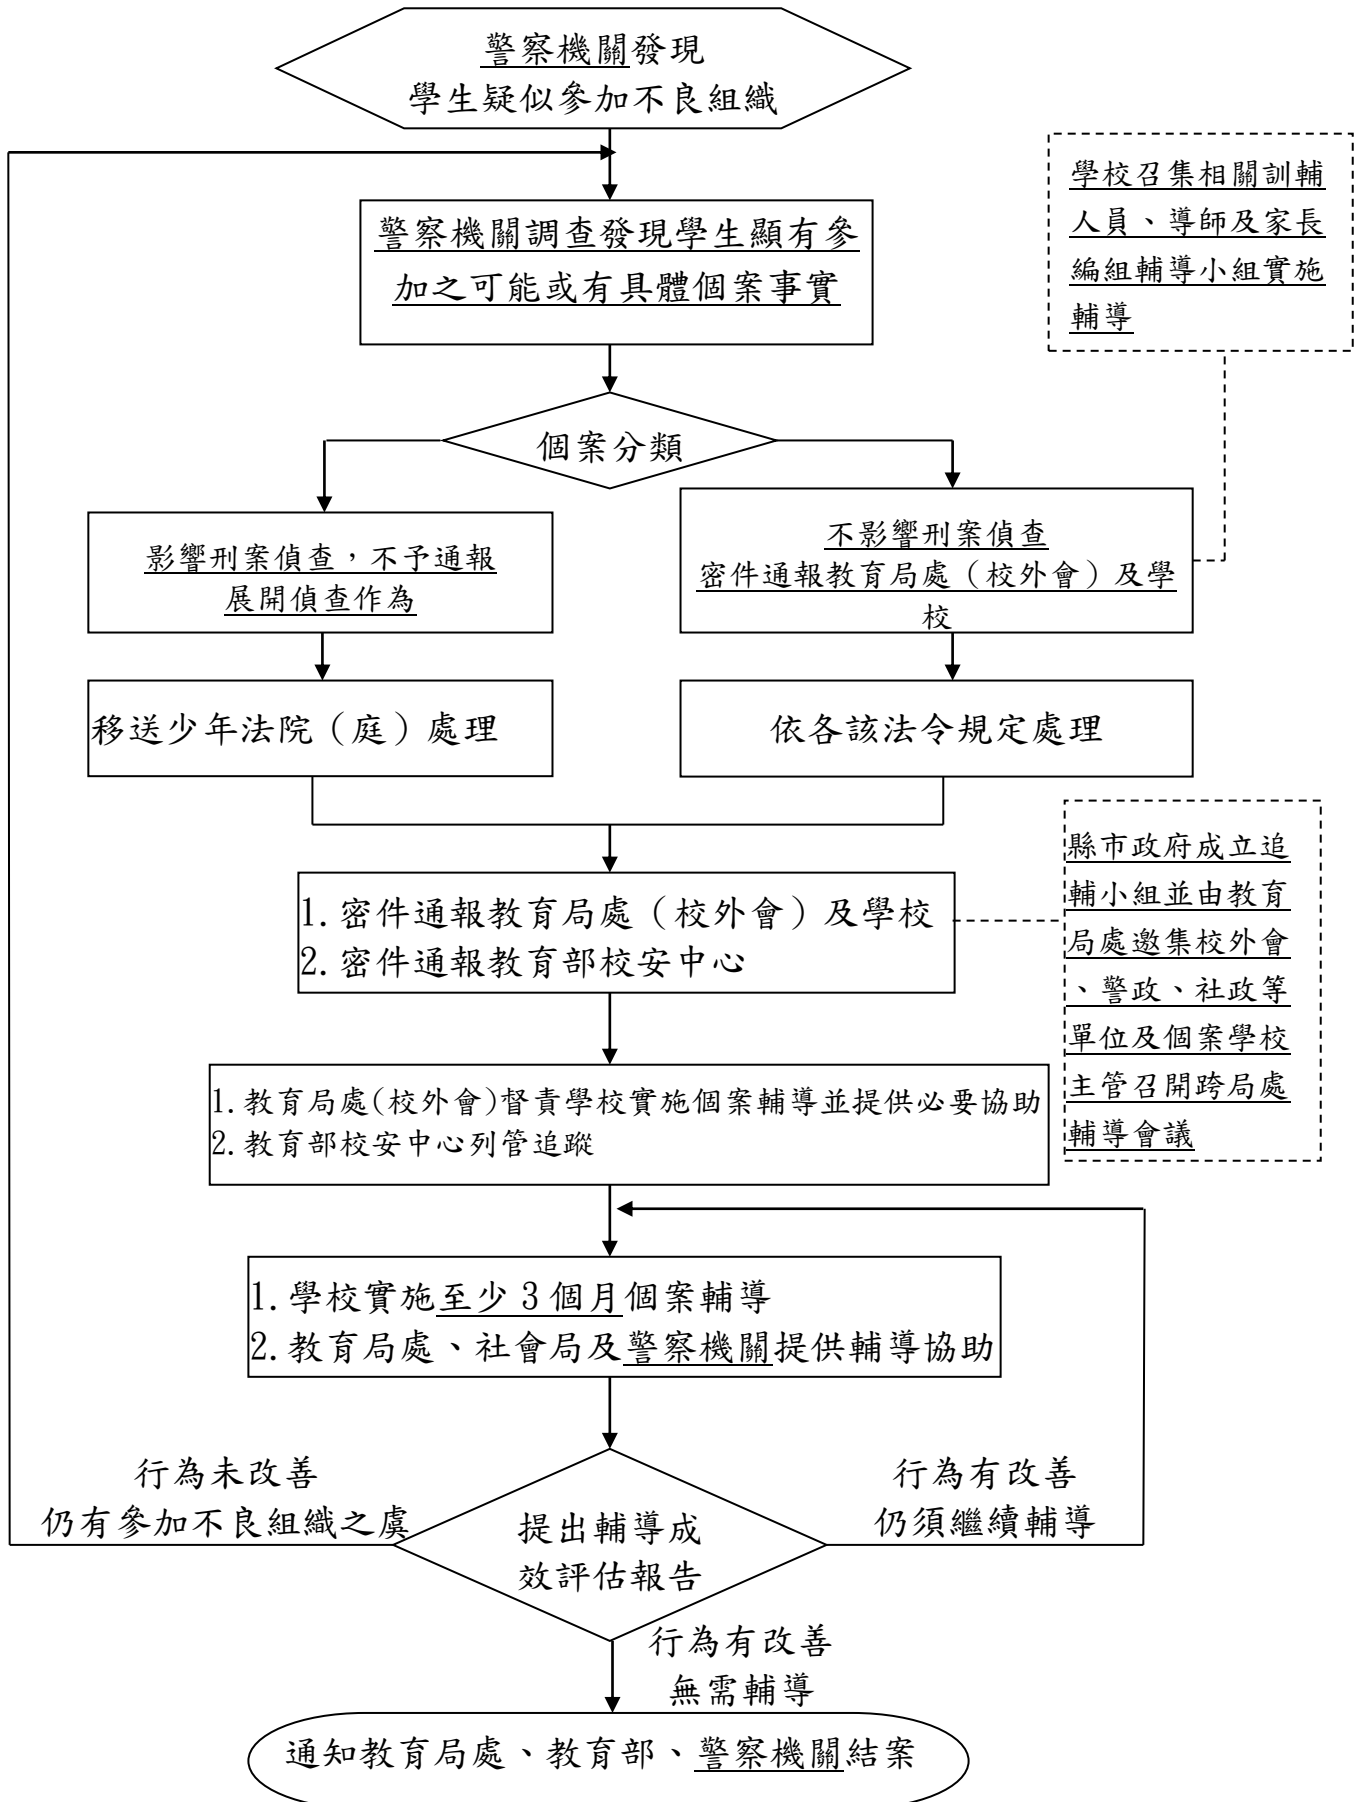 警察機關發現
學生疑似參加不良組織
學校召集相關訓輔
人員、導師及家長
編組輔導小組實施
輔導
警察機關調查發現學生顯有參
加之可能或有具體個案事實
個案分類
影響刑案偵查，不予通報
展開偵查作為
不影響刑案偵查
密件通報教育局處（校外會）及學
校
移送少年法院（庭）處理
依各該法令規定處理
縣市政府成立追
輔小組並由教育
局處邀集校外會
、警政、社政等
單位及個案學校
主管召開跨局處
輔導會議
1.密件通報教育局處（校外會）及學校
2.密件通報教育部校安中心
1.教育局處(校外會)督責學校實施個案輔導並提供必要協助
2.教育部校安中心列管追蹤
1.學校實施至少3個月個案輔導
2.教育局處、社會局及警察機關提供輔導協助
行為未改善
仍有參加不良組織之虞
提出輔導成
效評估報告
行為有改善
仍須繼續輔導
行為有改善
無需輔導
通知教育局處、教育部、警察機關結案